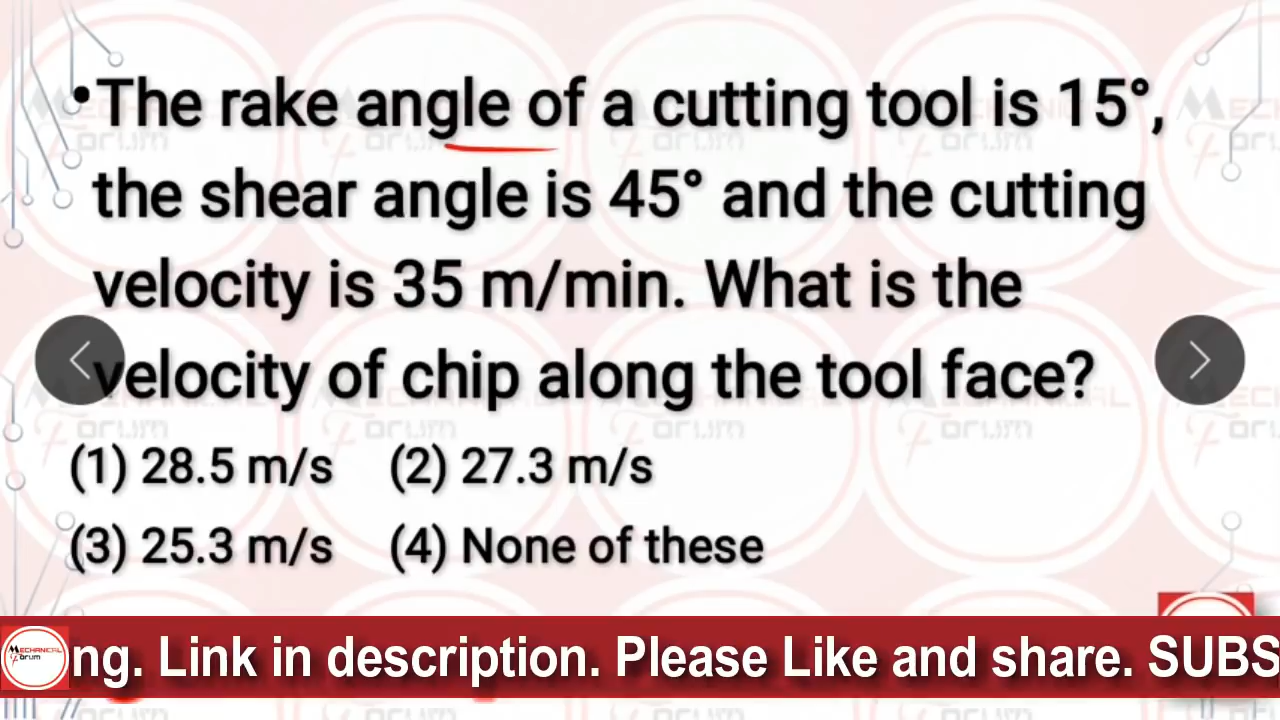 •The rake angle of a cutting tool is 15°,
the shear angle is 45° and the cutting
velocity is 35 m/min. What is the
velocity of chip along the tool face?
(1) 28.5 m/s (2) 27.3 m/s
(3) 25.3 m/s (4) None of these
MECHANICAL
Forum
ng. Link in description. Please Like and share. SUBS